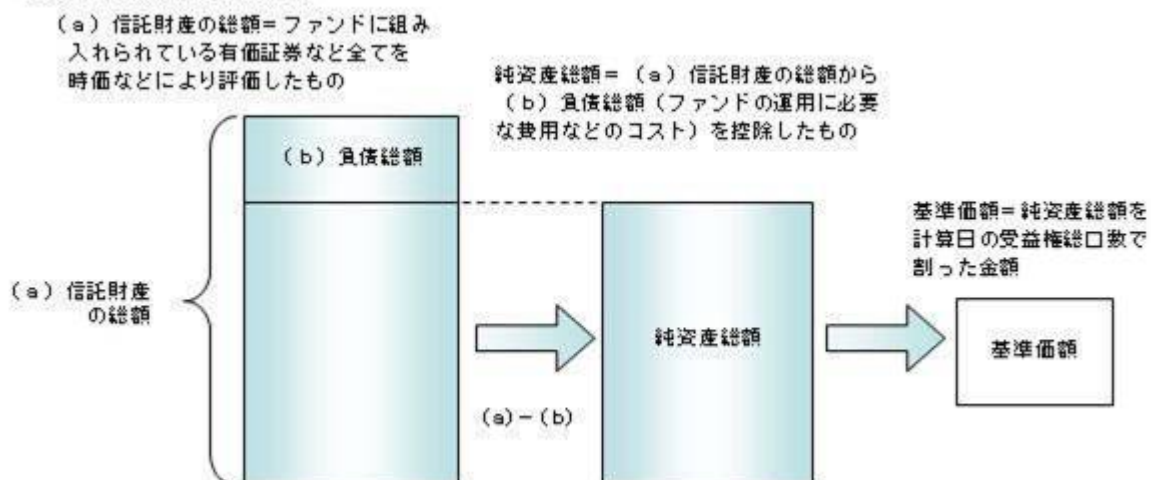 (a)信託財産の総額=ファンドに組み
入れられている有価証券など全てを
時価などにより評価したもの
純資産総額=(a)信託財産の総額から
(b)負債総額(ファンドの運用に必要
な費用などのコスト)を控除したもの
(b)負債総額
基準価額=純資産総額を
計算日の受益権総口数で
割った金額
(a)信託財産
の総額
純資産総額
基準価額
(a)-(b)